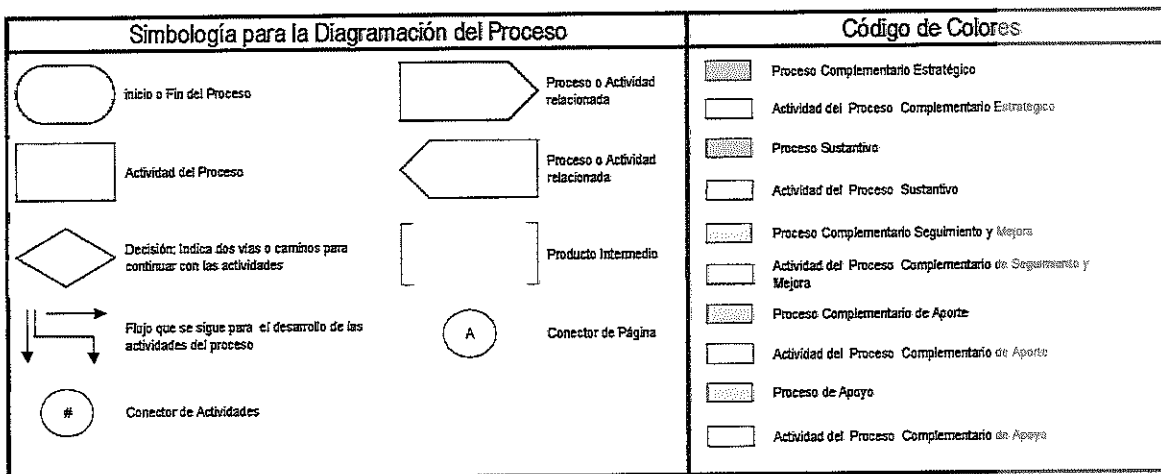 Simbología para la Diagramación del Proceso
Inicio o Fin del Proceso
Proceso o Actividad
relacionada
Actividad del Proceso
Proceso o Actividad
relacionada
Decisión: Indica dos vías o caminos para
continuar con las actividades
Producto Intermedio
Flujo que se sigue para el desarrollo de las
actividades del proceso
A
Conector de Página
#
Conector de Actividades
Código de Colores
Proceso Complementario Estratégico
Actividad del Proceso Complementario Estratégico
Proceso Sustantivo
Actividad del Proceso Sustantivo
Proceso Complementario Seguimiento y Mejora
Actividad del Proceso Complementario de Seguimiento y
Mejora
Proceso Complementario de Aporte
Actividad del Proceso Complementario de Aporte
Proceso de Apoyo
Actividad del Proceso Complementario de Apoyo